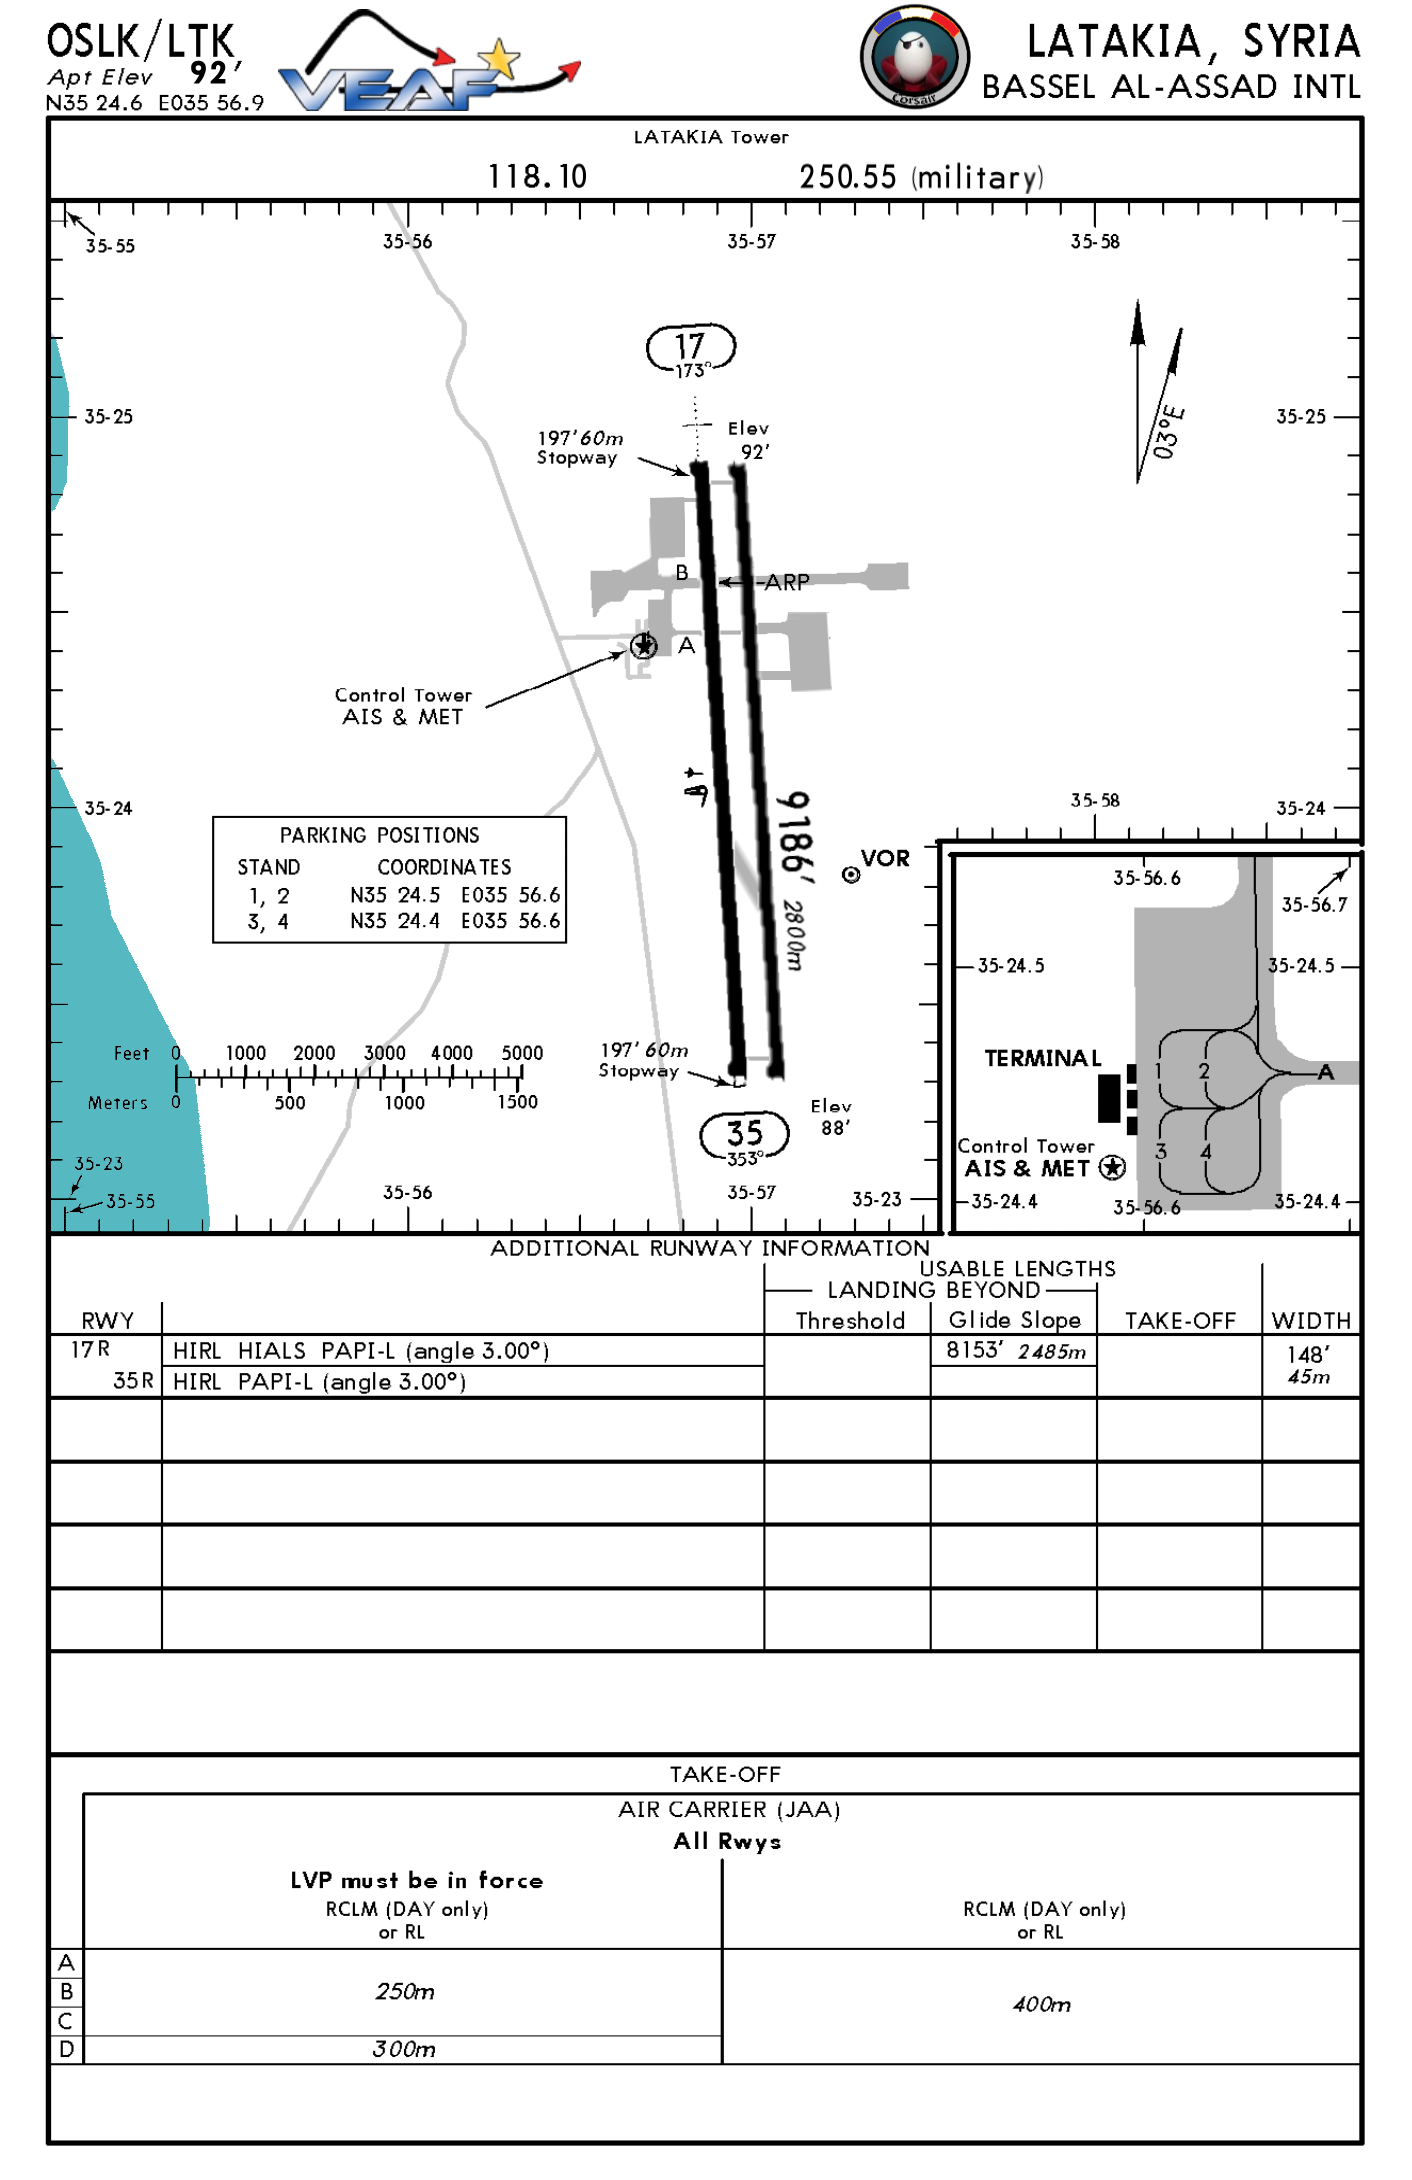 OSLK/LTK
Apt Elev 92'
N35 24.6 E035 56.9
VEAF
Corsair
LATAKIA, SYRIA
BASSEL AL-ASSAD INTL
LATAKIA Tower
118.10 250.55 (military)
35-55 35-56 35-57 35-58
17
173°
03°E
35-25 35-25
197' 60m
Stopway
Elev
92'
B
ARP
A
Control Tower
AIS & MET
35-58
35-24 35-24
PARKING POSITIONS
STAND COORDINATES
1, 2 N35 24.5 E035 56.6
3, 4 N35 24.4 E035 56.6
9186' 2800m
VOR
35-56.6
35-56.7
35-24.5 35-24.5
TERMINAL
1 2 A
3 4
Control Tower
AIS & MET
35-24.4 35-56.6 35-24.4
Feet 0 1000 2000 3000 4000 5000
Meters 0 500 1000 1500
197' 60m
Stopway
Elev
88'
35
353°
35-23
35-55 35-56 35-57 35-23
ADDITIONAL RUNWAY INFORMATION
USABLE LENGTHS
LANDING BEYOND
RWY Threshold Glide Slope TAKE-OFF WIDTH
17R HIRL HIALS PAPI-L (angle 3.00°) 8153' 2485m 148'
35R HIRL PAPI-L (angle 3.00°) 45m
TAKE-OFF
AIR CARRIER (JAA)
All Rwys
LVP must be in force
RCLM (DAY only) RCLM (DAY only)
or RL or RL
A
B 250m 400m
C
D 300m